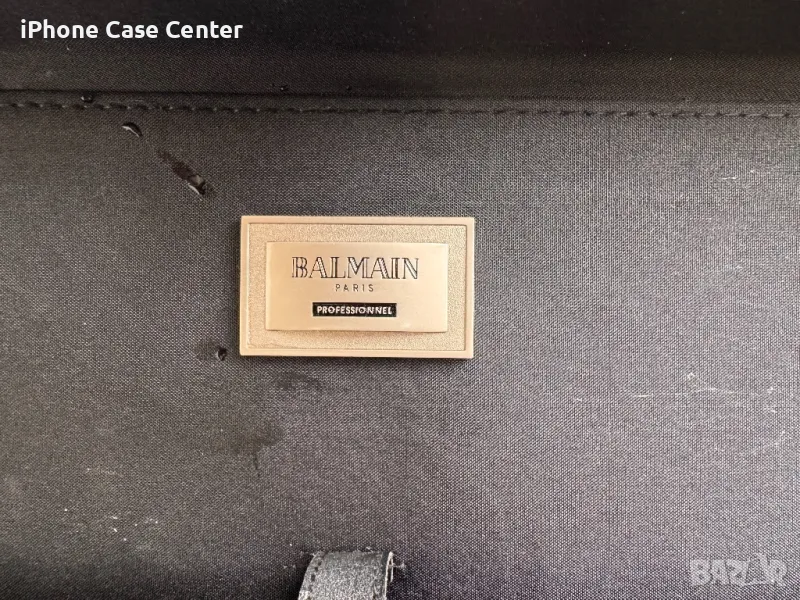 iPhone Case Center
BALMAIN
PARIS
PROFESSIONNEL
BAZAR